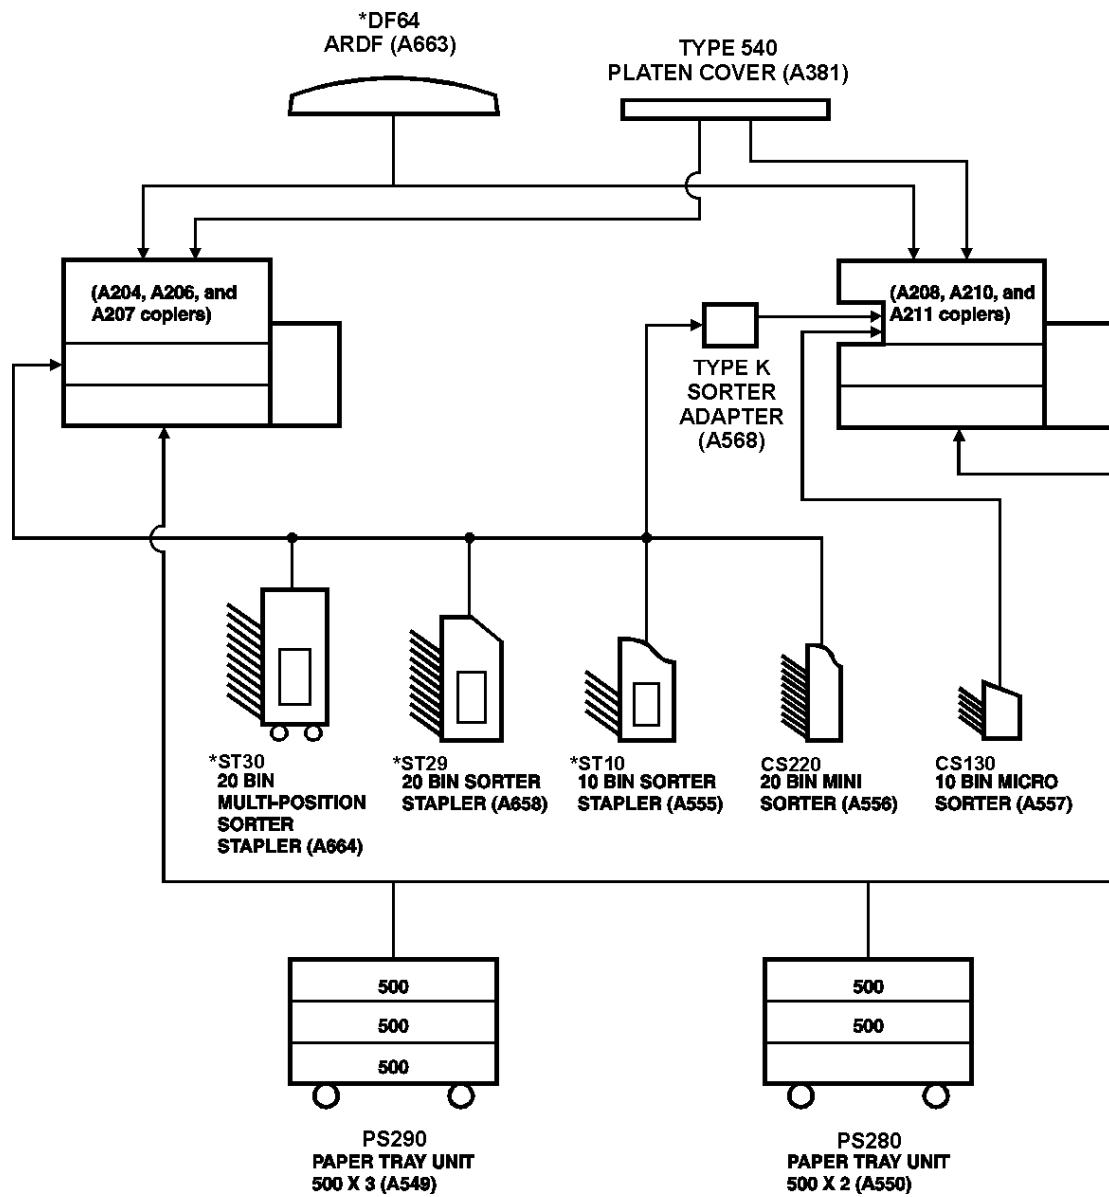 *DF64
ARDF (A663)
TYPE 540
PLATEN COVER (A381)
(A204, A206, and
A207 copiers)
(A208, A210, and
A211 copiers)
TYPE K
SORTER
ADAPTER
(A568)
*ST30
20 BIN
MULTI-POSITION
SORTER
STAPLER (A664)
*ST29
20 BIN SORTER
STAPLER (A658)
*ST10
10 BIN SORTER
STAPLER (A555)
CS220
20 BIN MINI
SORTER (A556)
CS130
10 BIN MICRO
SORTER (A557)
500
500
500
500
500
PS290
PAPER TRAY UNIT
500 X 3 (A549)
PS280
PAPER TRAY UNIT
500 X 2 (A550)